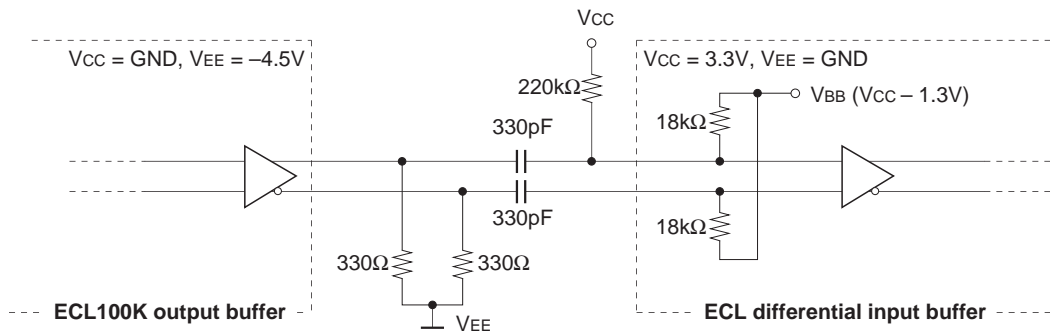 VCC
VCC = GND, VEE = –4.5V
VCC = 3.3V, VEE = GND
220kΩ
VBB (VCC – 1.3V)
18kΩ
330pF
330pF
18kΩ
330Ω
330Ω
ECL100K output buffer
VEE
ECL differential input buffer